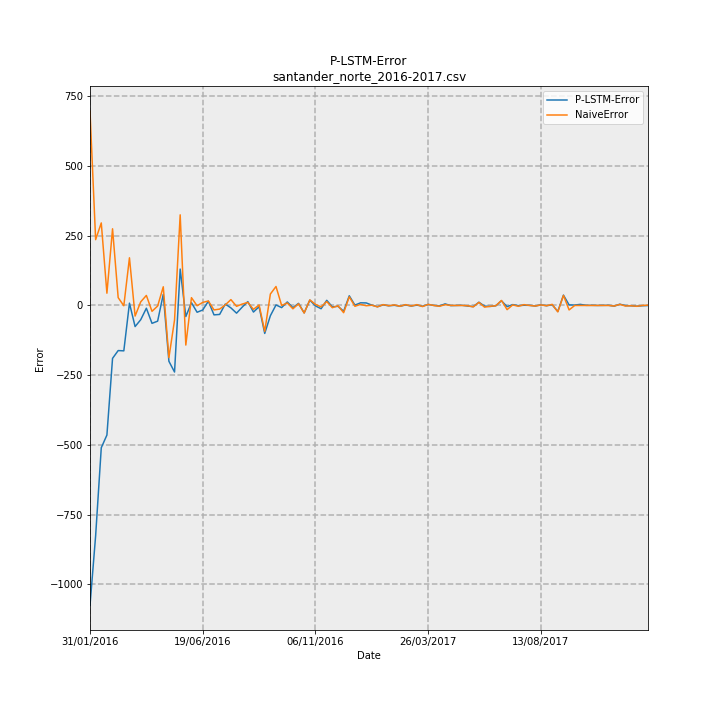 P-LSTM-Error
santander_norte_2016-2017.csv
P-LSTM-Error
NaiveError
750
500
250
0
−250
−500
−750
−1000
Error
31/01/2016 19/06/2016 06/11/2016 26/03/2017 13/08/2017
Date